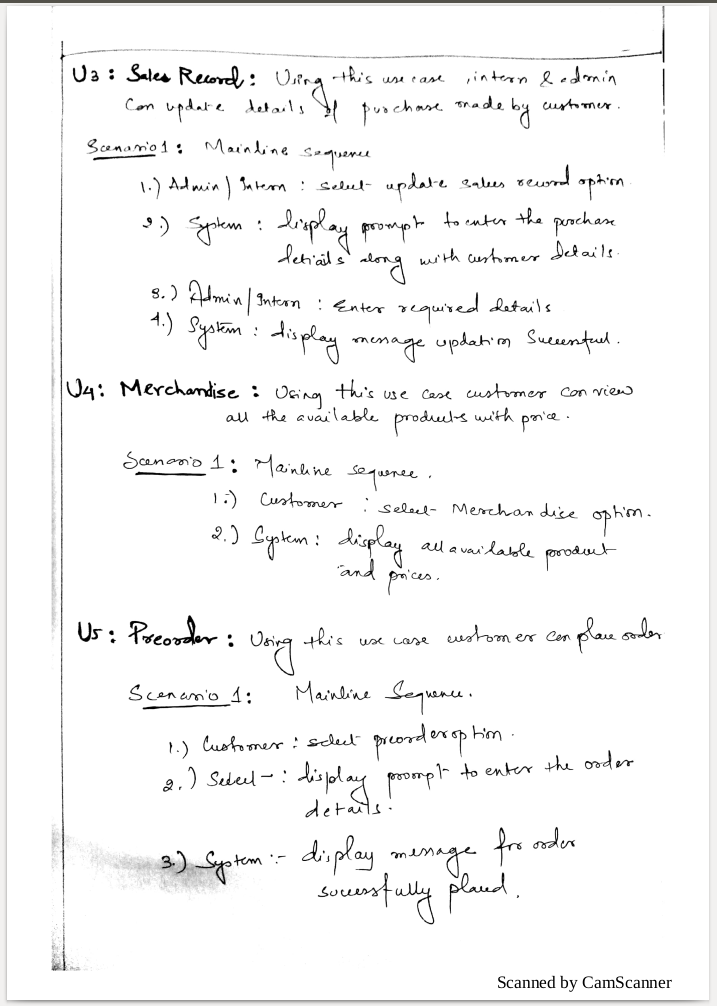 U3 : Sales Record : Using this use case , intern & admin
can update details of purchase made by customer.
Scenario 1 : Mainline sequence
1.) Admin / Intern : select update sales record option
2.) System : display prompt to enter the purchase
details along with customer details.
3.) Admin / Intern : Enter required details
4.) System : display message updation successful.
U4: Merchandise : Using this use case customer can view
all the available products with price.
Scenario 1 : Mainline sequence.
1.) Customer : select Merchandise option.
2.) System : display all available product
and prices.
U5 : Preorder : Using this use case customer can place order
Scenario 1: Mainline Sequence.
1.) Customer : select preorder option.
2.) Select - : display prompt to enter the order
details.
3.) System :- display message for order
successfully placed.
Scanned by CamScanner